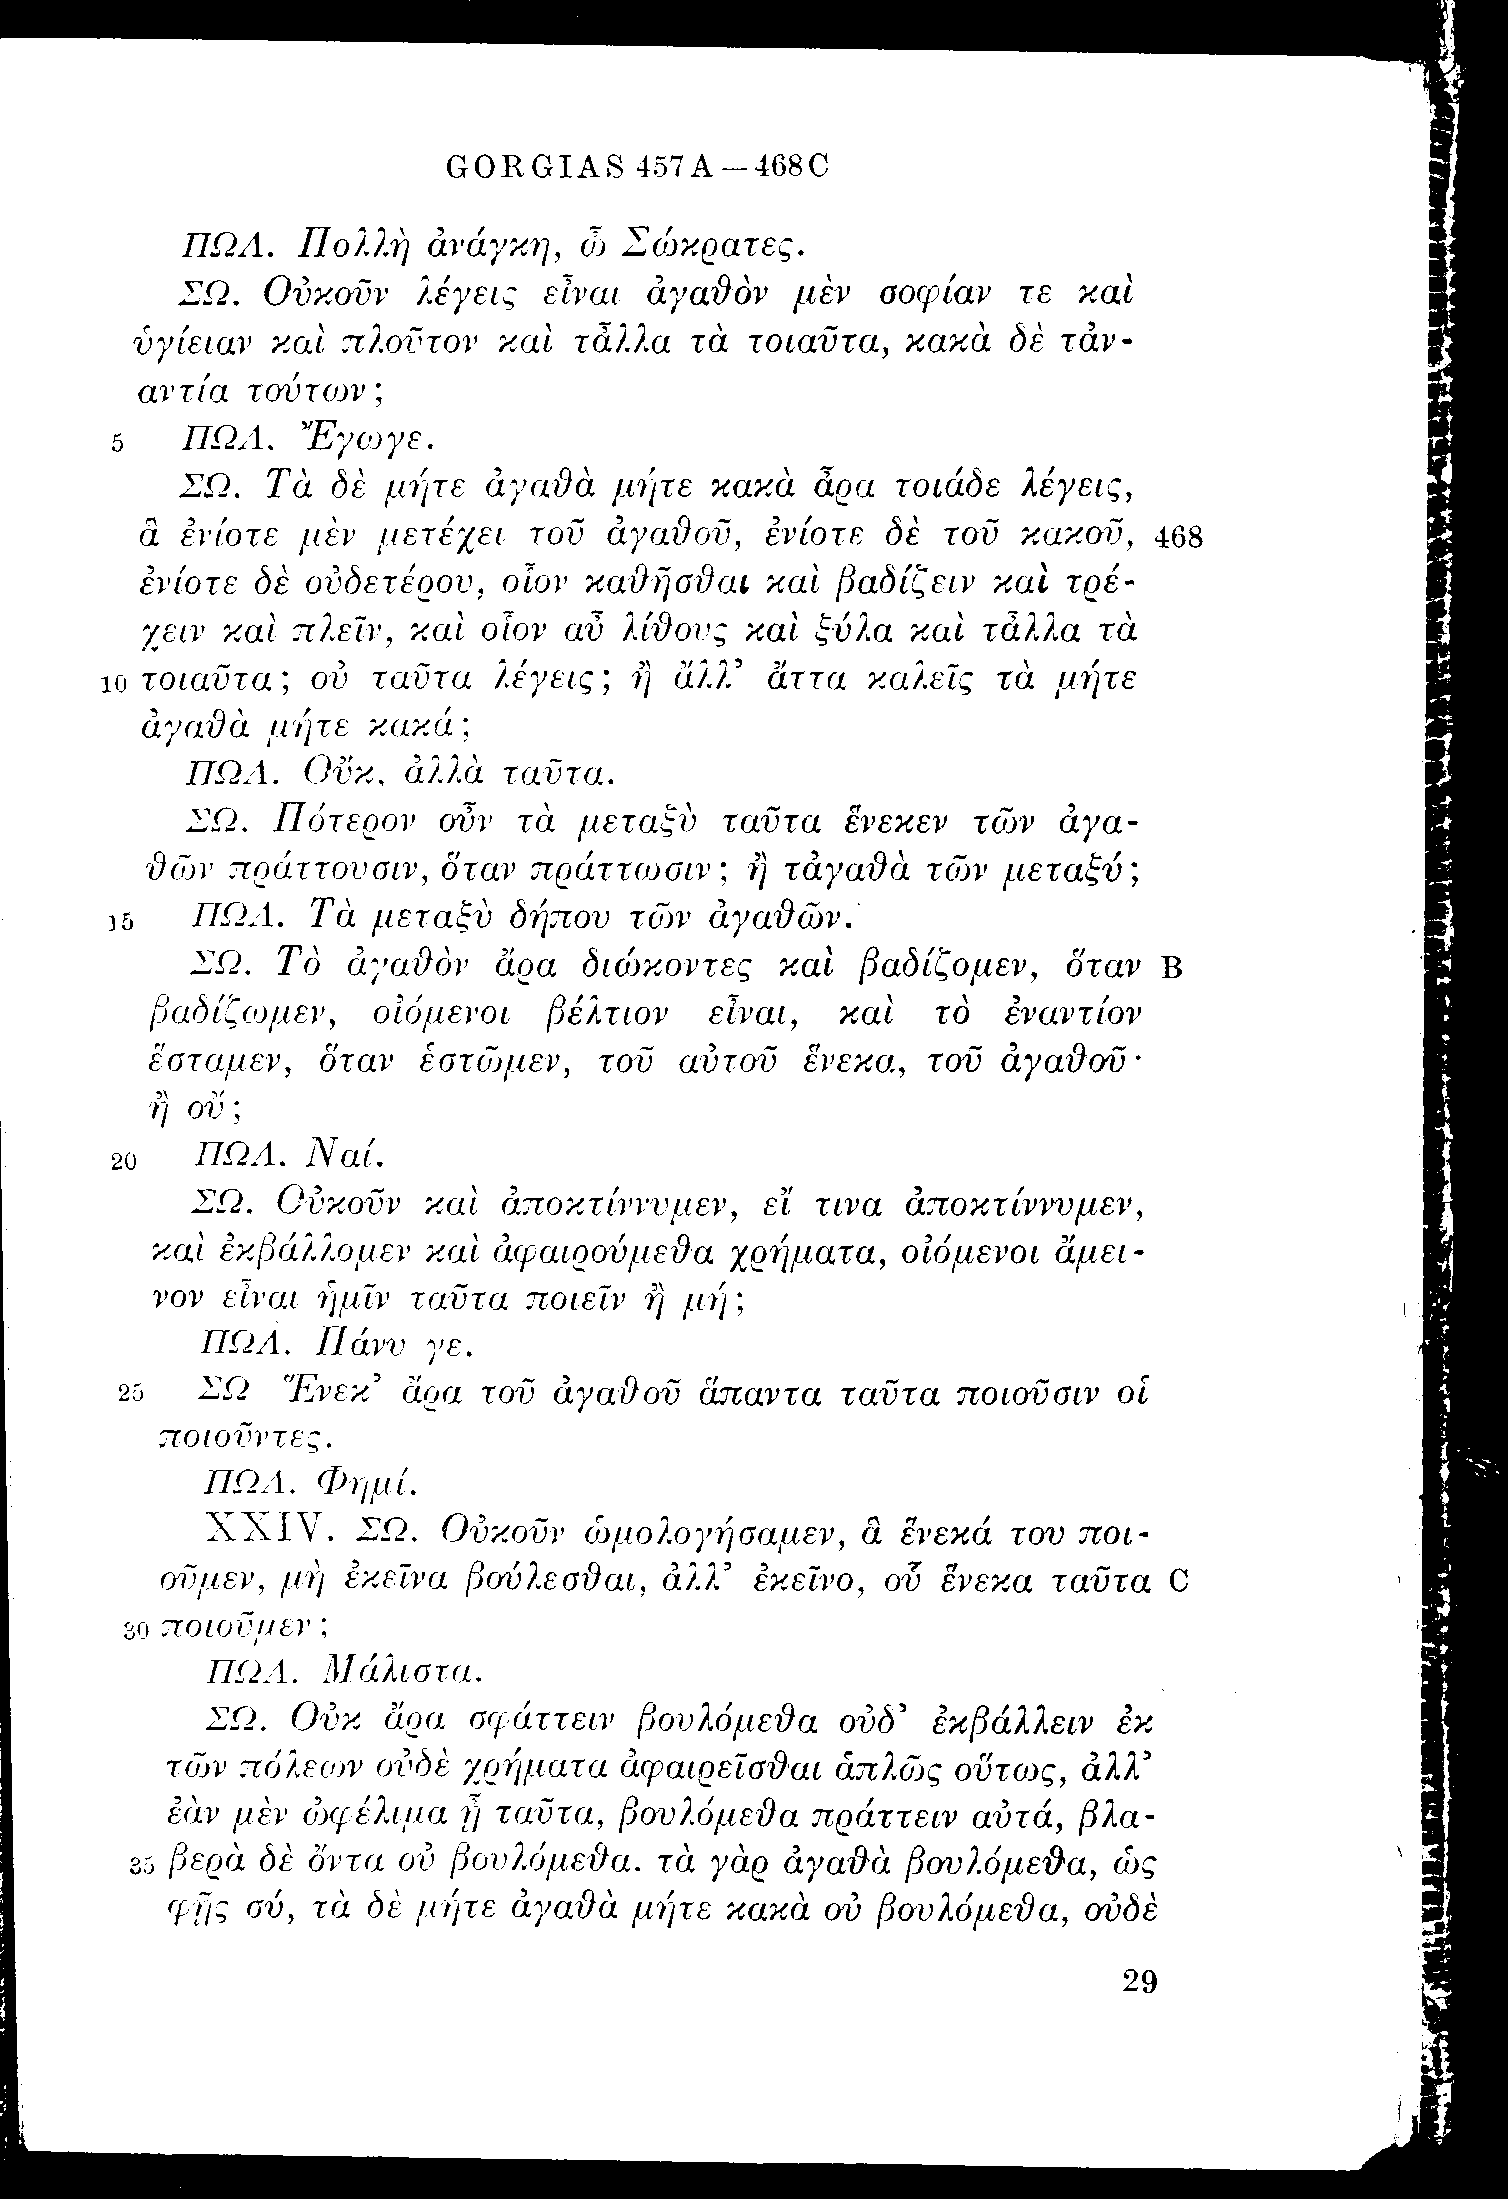 GORGIAS 457 A — 468 C
ΠΩΛ. Πολλὴ ἀνάγκη, ὦ Σώκρατες.
ΣΩ. Οὐκοῦν λέγεις εἶναι ἀγαθὸν μὲν σοφίαν τε καὶ
ὑγίειαν καὶ πλοῦτον καὶ τἆλλα τὰ τοιαῦτα, κακὰ δὲ τἀν-
αντία τούτων;
5 ΠΩΛ. Ἔγωγε.
ΣΩ. Τὰ δὲ μήτε ἀγαθὰ μήτε κακὰ ἆρα τοιάδε λέγεις,
ἃ ἐνίοτε μὲν μετέχει τοῦ ἀγαθοῦ, ἐνίοτε δὲ τοῦ κακοῦ, 468
ἐνίοτε δὲ οὐδετέρου, οἷον καθῆσθαι καὶ βαδίζειν καὶ τρέ-
χειν καὶ πλεῖν, καὶ οἷον αὖ λίθους καὶ ξύλα καὶ τἆλλα τὰ
10 τοιαῦτα; οὐ ταῦτα λέγεις; ἢ ἄλλ’ ἄττα καλεῖς τὰ μήτε
ἀγαθὰ μήτε κακά;
ΠΩΛ. Οὔκ, ἀλλὰ ταῦτα.
ΣΩ. Πότερον οὖν τὰ μεταξὺ ταῦτα ἕνεκεν τῶν ἀγα-
θῶν πράττουσιν, ὅταν πράττωσιν; ἢ τἀγαθὰ τῶν μεταξύ;
15 ΠΩΛ. Τὰ μεταξὺ δήπου τῶν ἀγαθῶν.
ΣΩ. Τὸ ἀγαθὸν ἄρα διώκοντες καὶ βαδίζομεν, ὅταν B
βαδίζωμεν, οἰόμενοι βέλτιον εἶναι, καὶ τὸ ἐναντίον
ἕσταμεν, ὅταν ἑστῶμεν, τοῦ αὐτοῦ ἕνεκα, τοῦ ἀγαθοῦ·
ἢ οὔ;
20 ΠΩΛ. Ναί.
ΣΩ. Οὐκοῦν καὶ ἀποκτίννυμεν, εἴ τινα ἀποκτίννυμεν,
καὶ ἐκβάλλομεν καὶ ἀφαιρούμεθα χρήματα, οἰόμενοι ἄμει-
νον εἶναι ἡμῖν ταῦτα ποιεῖν ἢ μή;
ΠΩΛ. Πάνυ γε.
25 ΣΩ Ἕνεκ’ ἄρα τοῦ ἀγαθοῦ ἅπαντα ταῦτα ποιοῦσιν οἱ
ποιοῦντες.
ΠΩΛ. Φημί.
XXIV. ΣΩ. Οὐκοῦν ὡμολογήσαμεν, ἃ ἕνεκά του ποι-
οῦμεν, μὴ ἐκεῖνα βούλεσθαι, ἀλλ’ ἐκεῖνο, οὗ ἕνεκα ταῦτα C
30 ποιοῦμεν;
ΠΩΛ. Μάλιστα.
ΣΩ. Οὐκ ἄρα σφάττειν βουλόμεθα οὐδ’ ἐκβάλλειν ἐκ
τῶν πόλεων οὐδὲ χρήματα ἀφαιρεῖσθαι ἁπλῶς οὕτως, ἀλλ’
ἐὰν μὲν ὠφέλιμα ᾖ ταῦτα, βουλόμεθα πράττειν αὐτά, βλα-
35 βερὰ δὲ ὄντα οὐ βουλόμεθα. τὰ γὰρ ἀγαθὰ βουλόμεθα, ὡς
φῂς σύ, τὰ δὲ μήτε ἀγαθὰ μήτε κακὰ οὐ βουλόμεθα, οὐδὲ
29